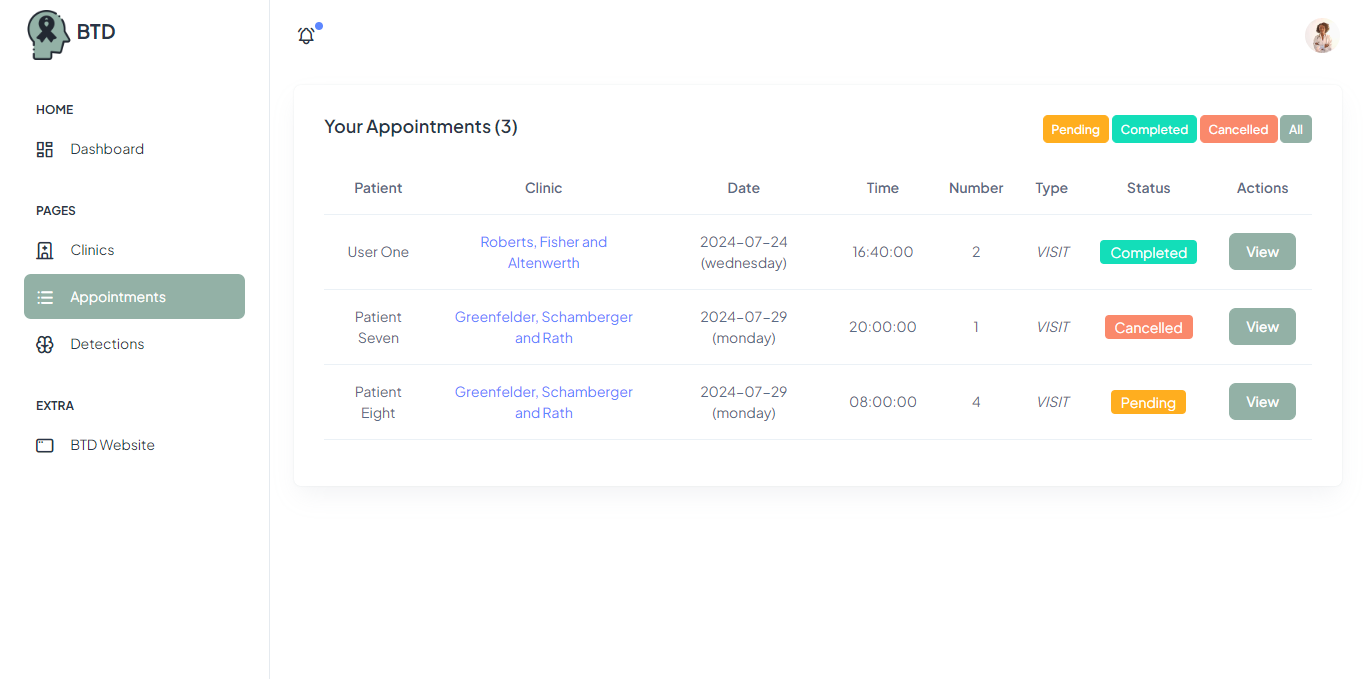 BTD
HOME
Dashboard
PAGES
Clinics
Appointments
Detections
EXTRA
BTD Website
Your Appointments (3)
Pending Completed Cancelled All
Patient Clinic Date Time Number Type Status Actions
User One Roberts, Fisher and Altenwerth 2024-07-24 (wednesday) 16:40:00 2 VISIT Completed View
Patient Seven Greenfelder, Schamberger and Rath 2024-07-29 (monday) 20:00:00 1 VISIT Cancelled View
Patient Eight Greenfelder, Schamberger and Rath 2024-07-29 (monday) 08:00:00 4 VISIT Pending View